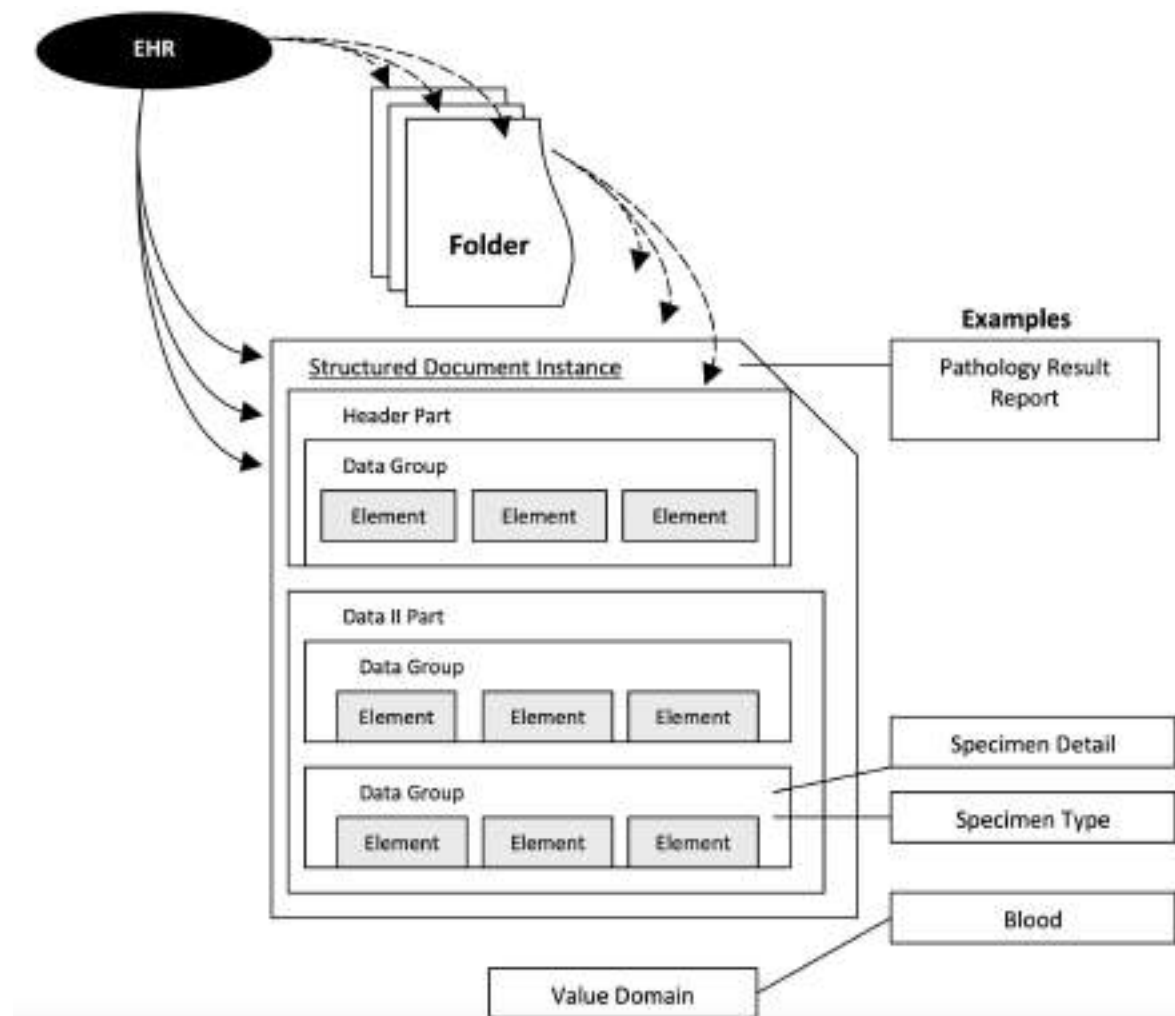 EHR
Folder
Examples
Pathology Result
Report
Structured Document Instance
Header Part
Data Group
Element Element Element
Data II Part
Data Group
Element Element Element
Specimen Detail
Data Group
Specimen Type
Element Element Element
Blood
Value Domain